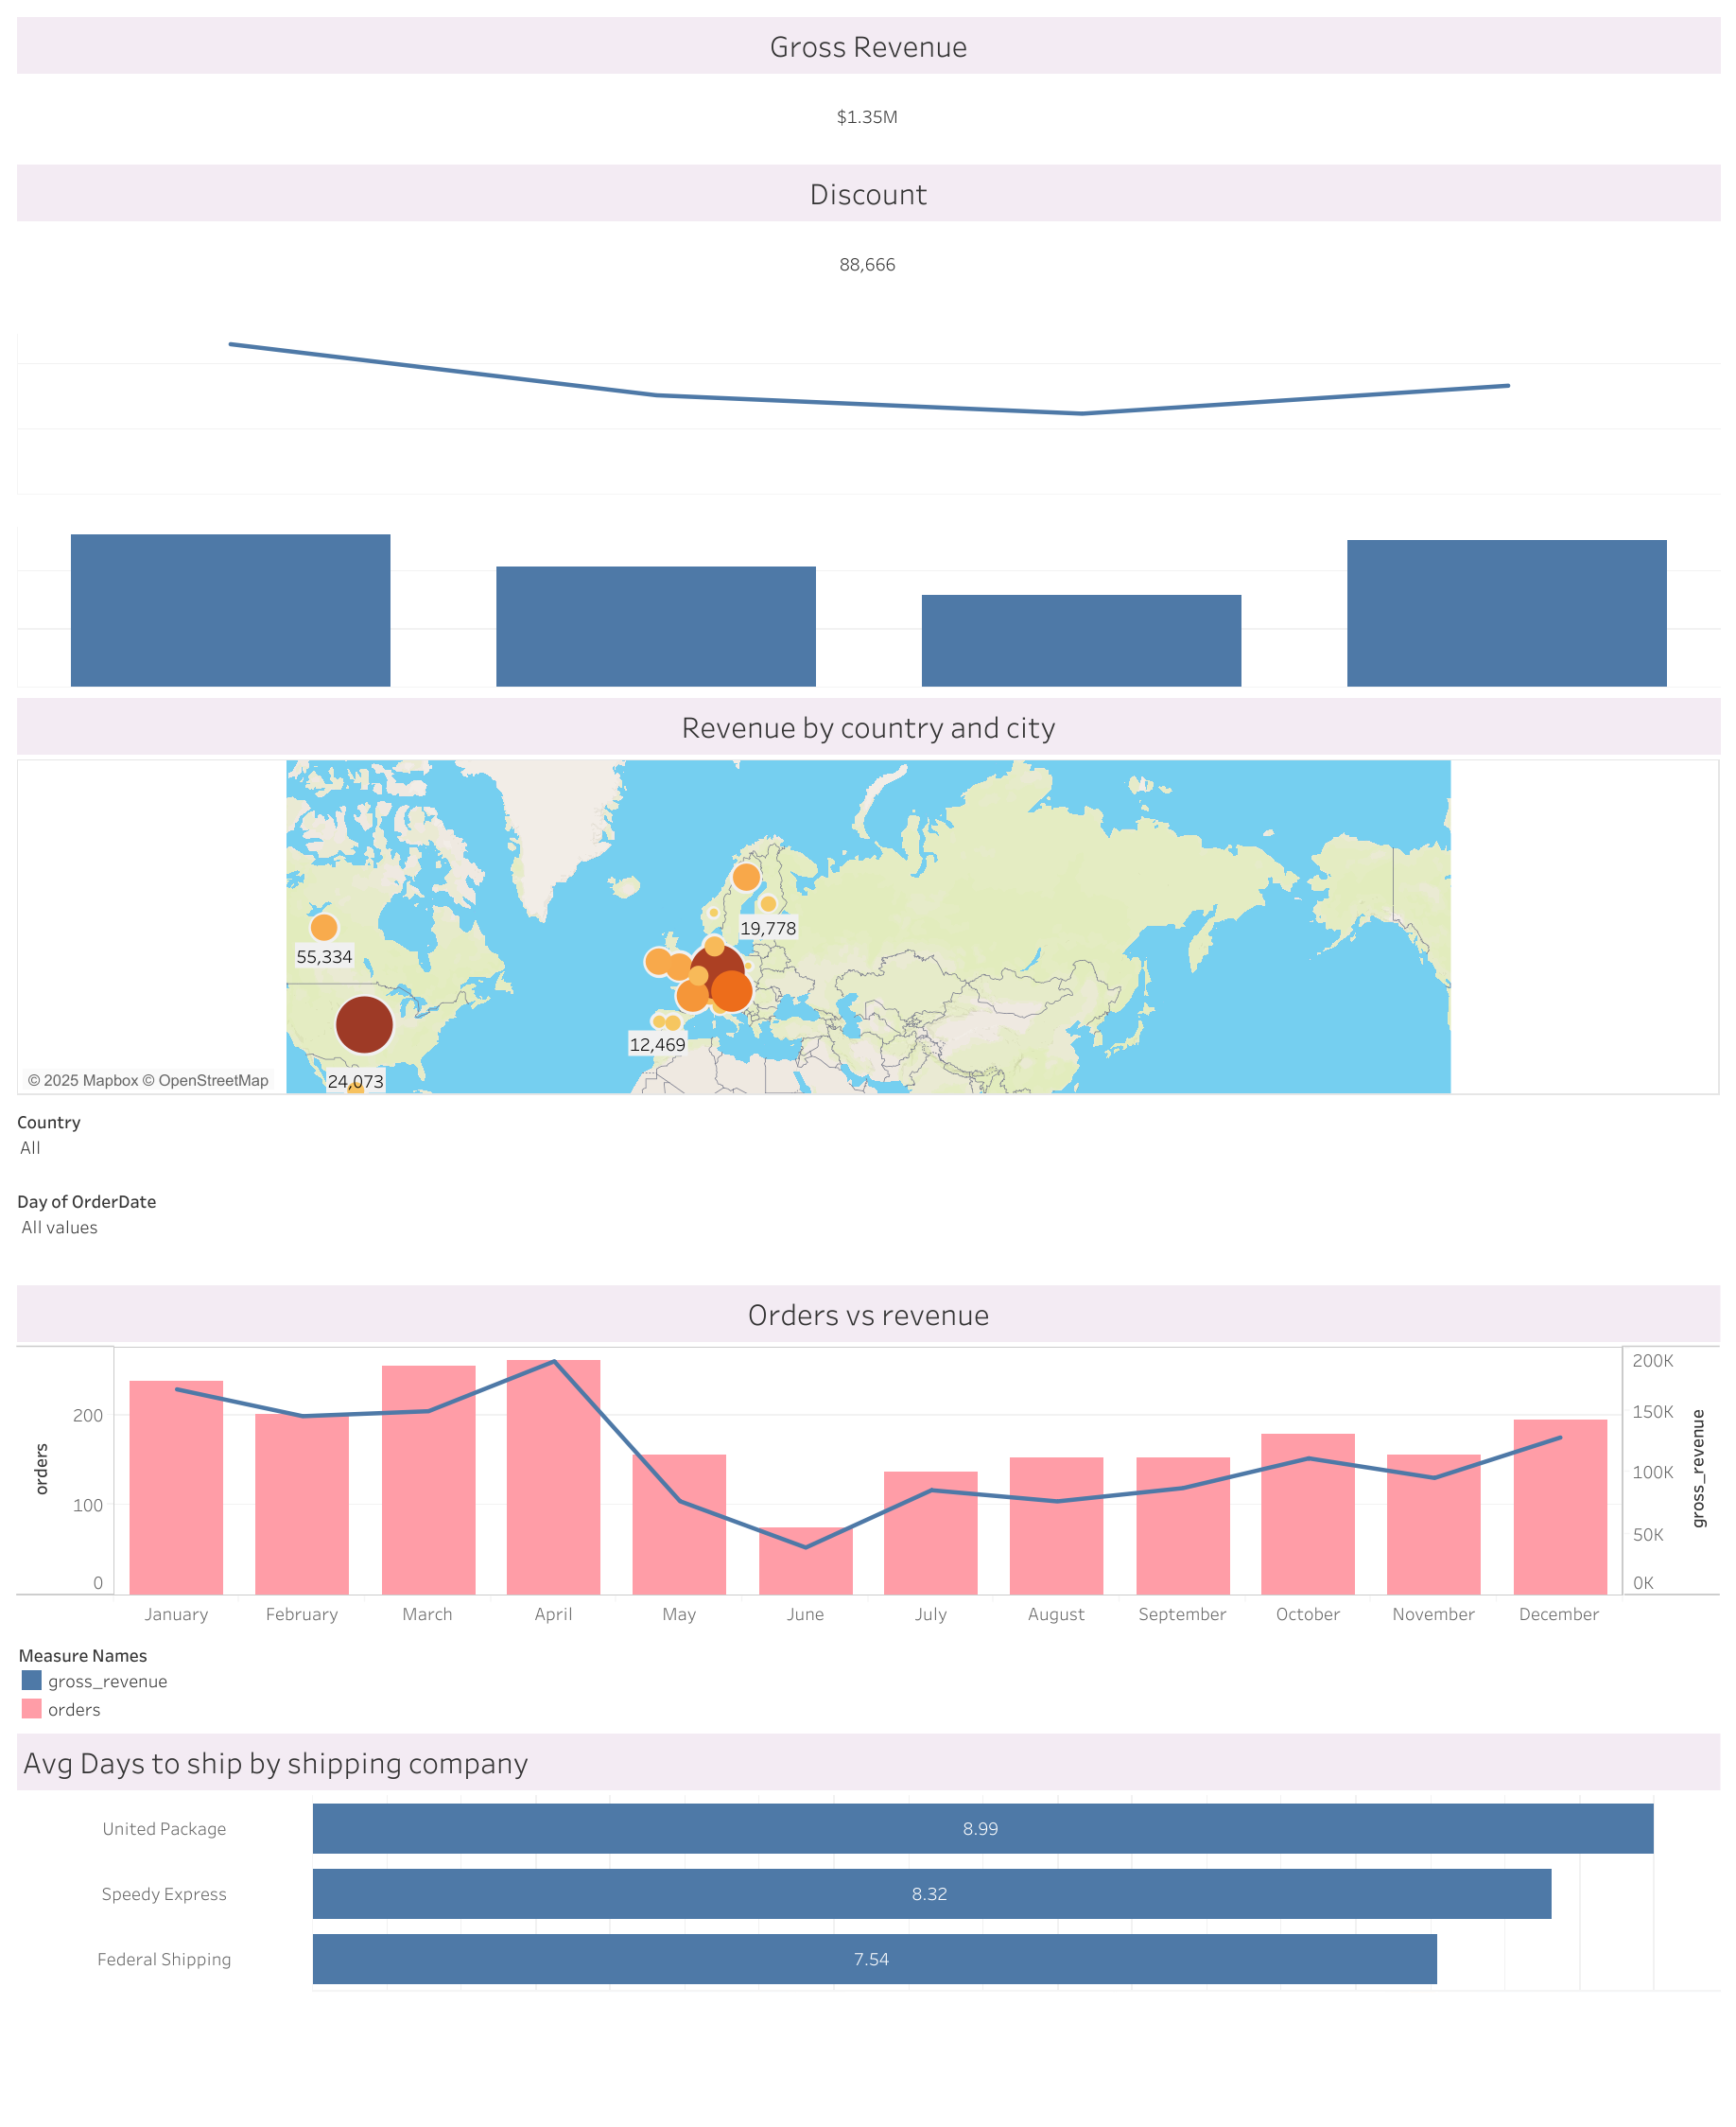 Gross Revenue
$1.35M
Discount
88,666
Revenue by country and city
19,778
55,334
12,469
24,073
© 2025 Mapbox © OpenStreetMap
Country
All
Day of OrderDate
All values
Orders vs revenue
orders
200
100
0
200K
150K
100K
50K
0K
gross_revenue
January February March April May June July August September October November December
Measure Names
gross_revenue
orders
Avg Days to ship by shipping company
United Package 8.99
Speedy Express 8.32
Federal Shipping 7.54